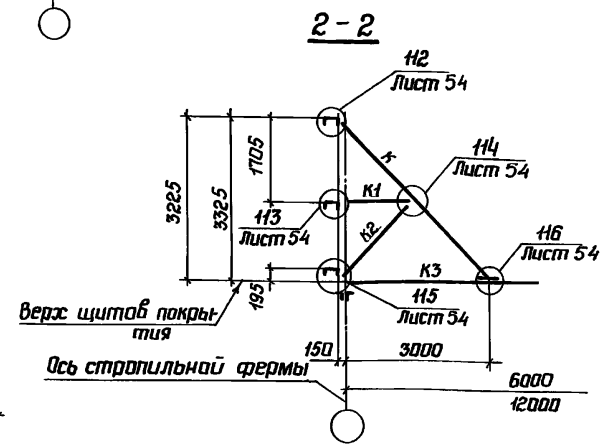 2-2
112
Лист 54
114
Лист 54
К
1705
К1
3225
3325
113
Лист 54
К2
116
Лист 54
К3
195
115
Лист 54
Верх щитов покры-
тия
150
3000
Ось стропильной фермы
6000
12000